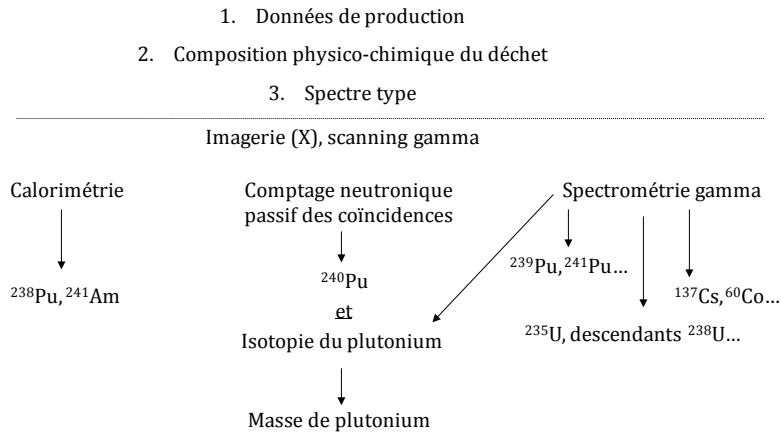 1. Données de production
2. Composition physico-chimique du déchet
3. Spectre type
Imagerie (X), scanning gamma
Calorimétrie
Comptage neutronique
passif des coïncidences
Spectrométrie gamma
²³⁸Pu, ²⁴¹Am
²⁴⁰Pu
et
Isotopie du plutonium
Masse de plutonium
²³⁹Pu, ²⁴¹Pu…
¹³⁷Cs, ⁶⁰Co…
²³⁵U, descendants ²³⁸U…